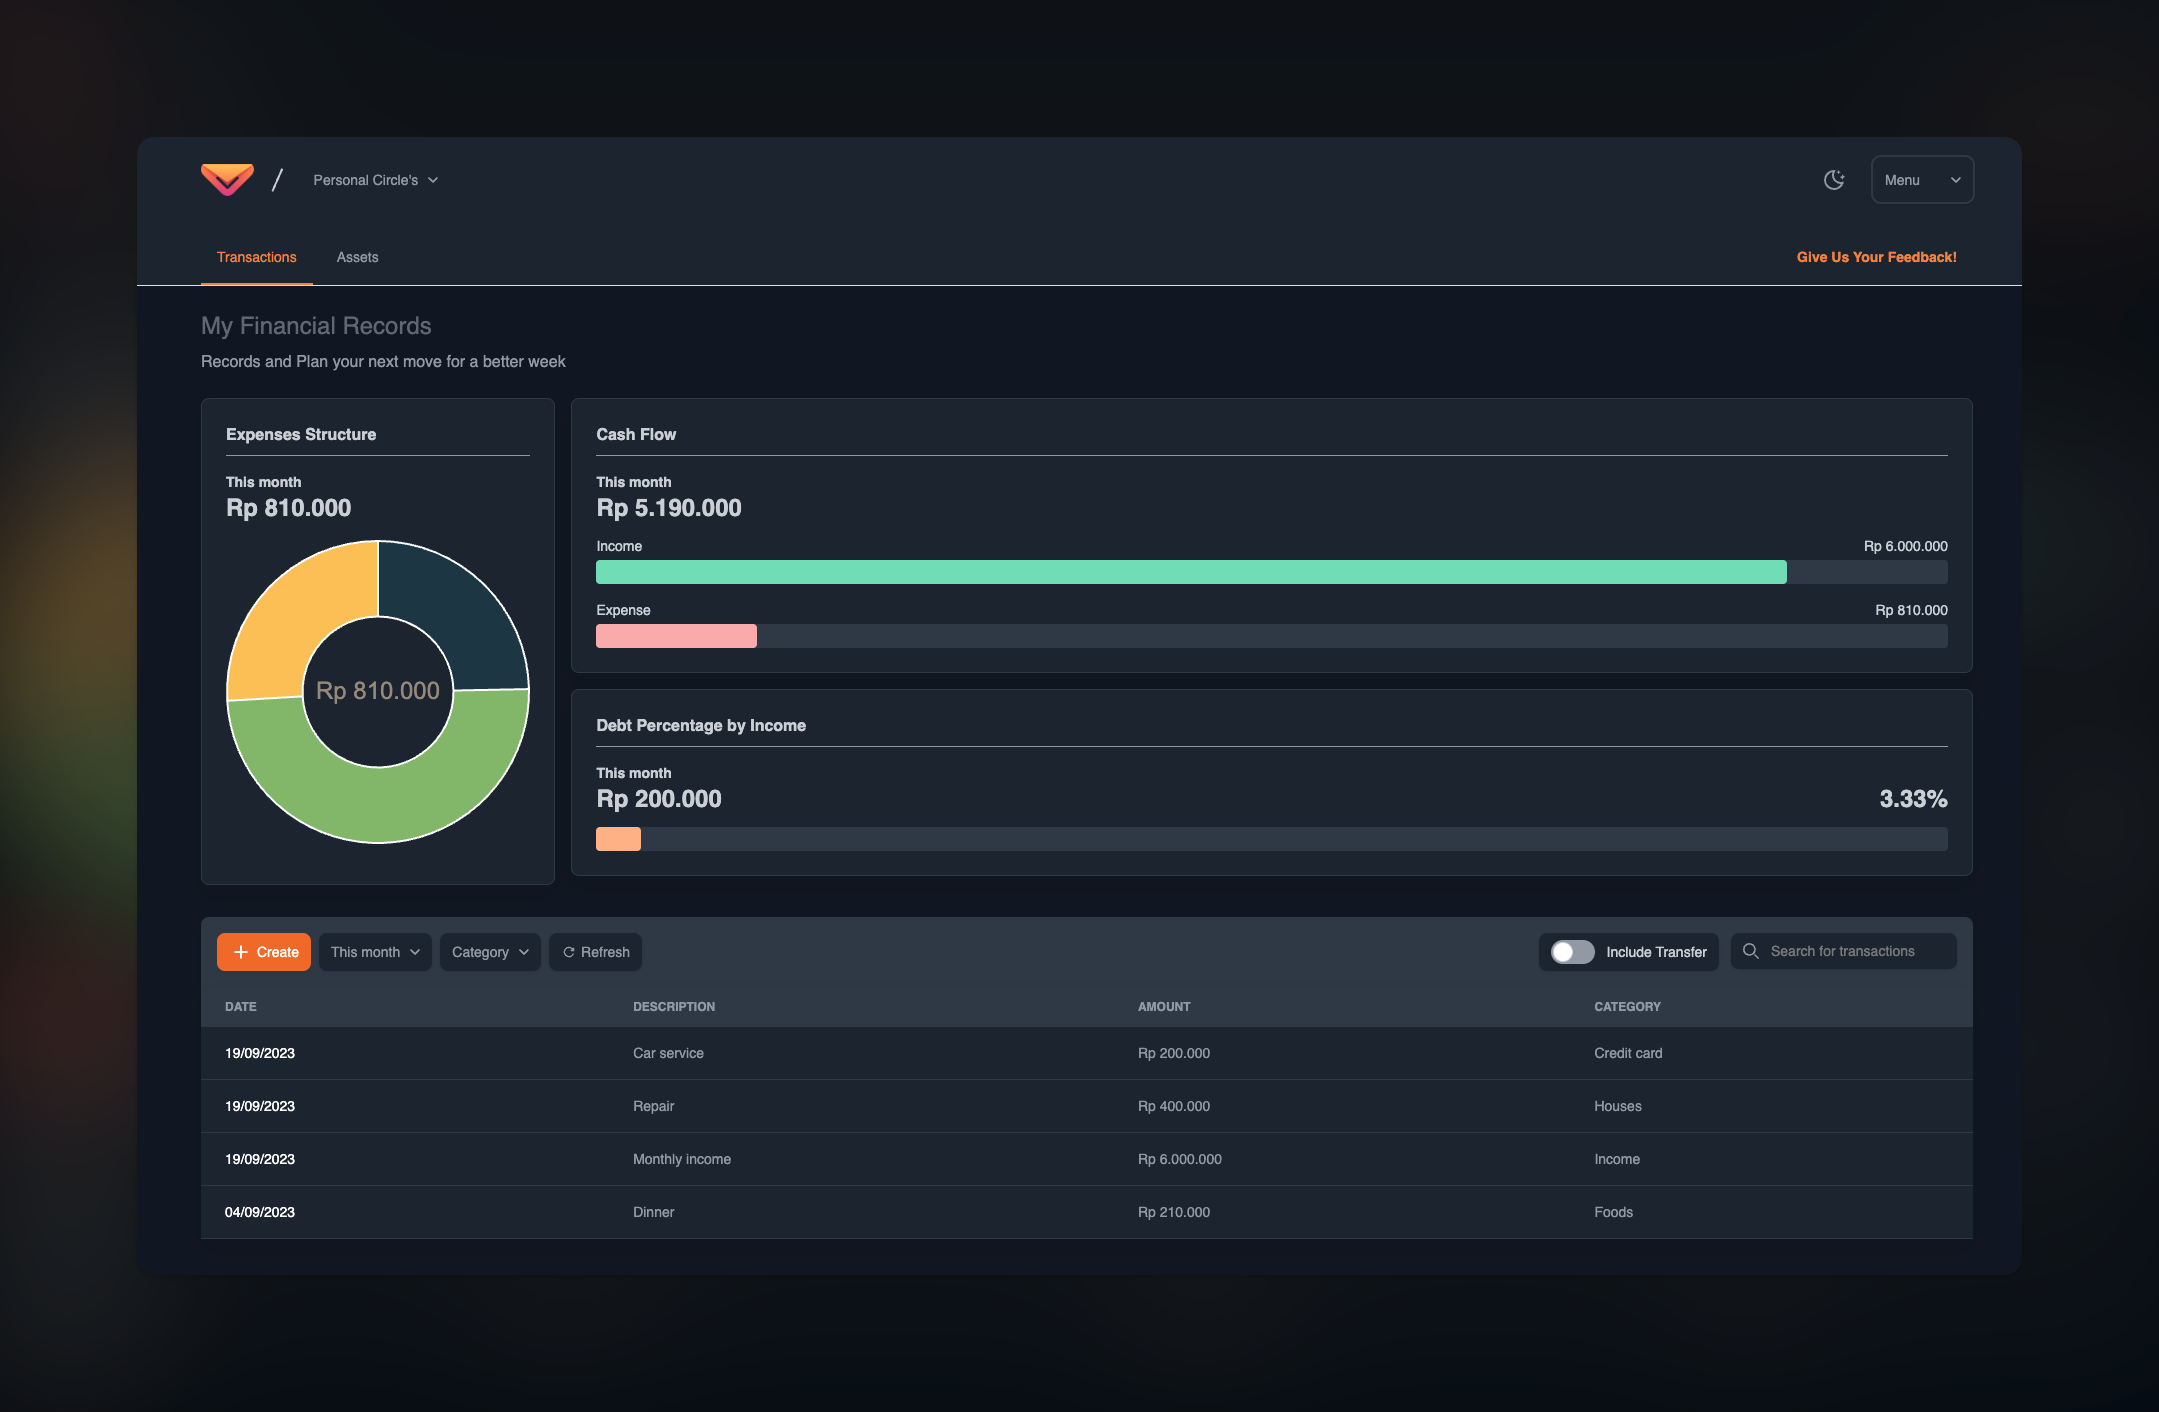 / Personal Circle's
Menu
Transactions Assets Give Us Your Feedback!
My Financial Records
Records and Plan your next move for a better week
Expenses Structure
This month
Rp 810.000
Rp 810.000
Cash Flow
This month
Rp 5.190.000
Income Rp 6.000.000
Expense Rp 810.000
Debt Percentage by Income
This month
Rp 200.000 3.33%
Create This month Category Refresh Include Transfer Search for transactions
DATE DESCRIPTION AMOUNT CATEGORY
19/09/2023 Car service Rp 200.000 Credit card
19/09/2023 Repair Rp 400.000 Houses
19/09/2023 Monthly income Rp 6.000.000 Income
04/09/2023 Dinner Rp 210.000 Foods